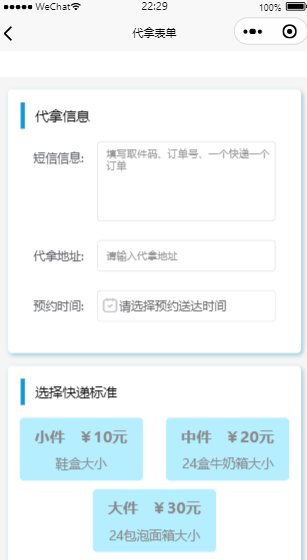 WeChat 22:29 100%
代拿表单
代拿信息
短信信息: 填写取件码、订单号、一个快递一个
订单
代拿地址: 请输入代拿地址
预约时间: 请选择预约送达时间
选择快递标准
小件 ￥10元 中件 ￥20元
鞋盒大小 24盒牛奶箱大小
大件 ￥30元
24包泡面箱大小